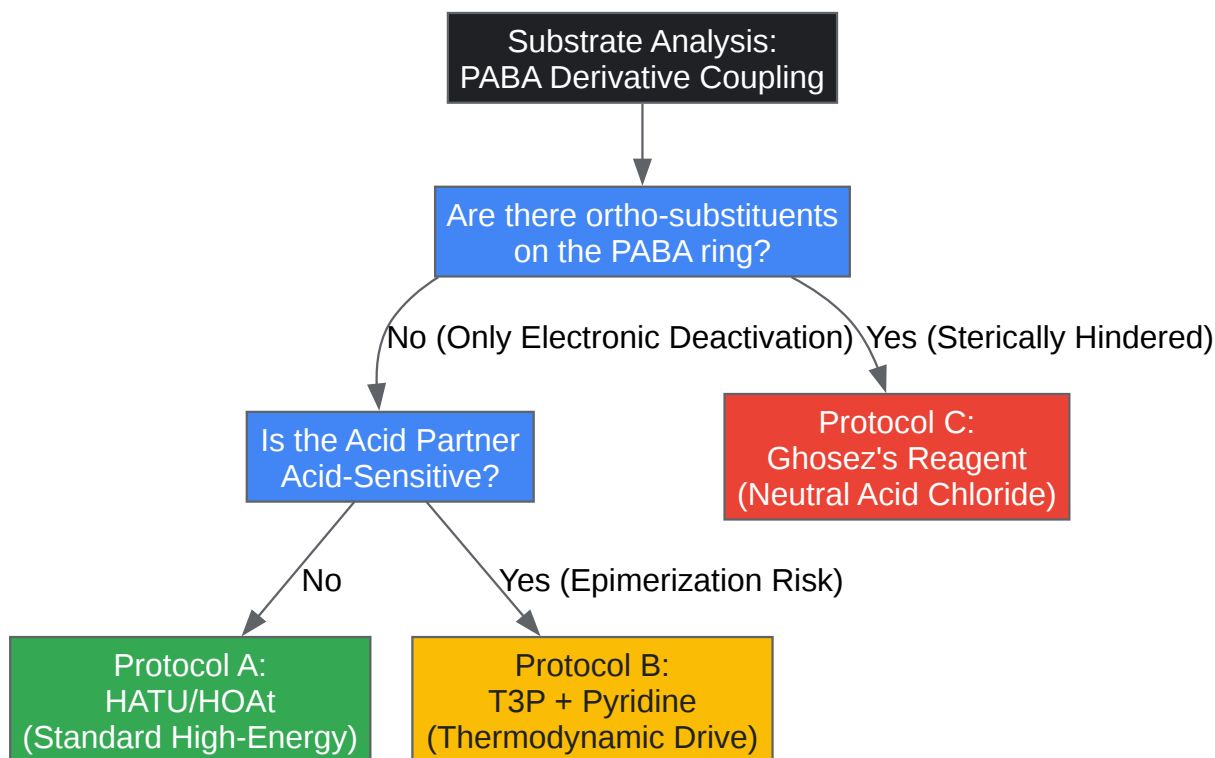 Substrate Analysis:
PABA Derivative Coupling
Are there ortho-substituents
on the PABA ring?
No (Only Electronic Deactivation)
Yes (Sterically Hindered)
Is the Acid Partner
Acid-Sensitive?
Protocol C:
Ghosez's Reagent
(Neutral Acid Chloride)
No
Yes (Epimerization Risk)
Protocol A:
HATU/HOAt
(Standard High-Energy)
Protocol B:
T3P + Pyridine
(Thermodynamic Drive)